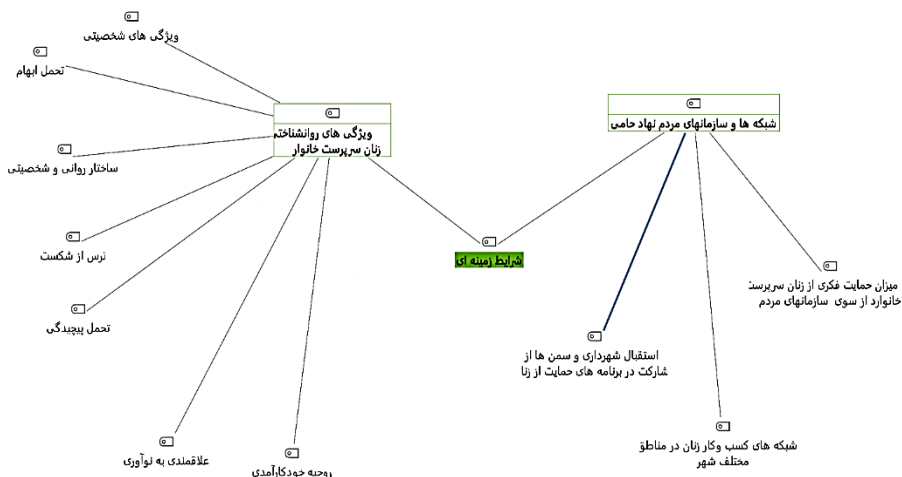 ویژگی های شخصیتی
تحمل ابهام
ویژگی های روانشناختی
زنان سرپرست خانوار
ساختار روانی و شخصیتی
ترس از شکست
تحمل پیچیدگی
علاقمندی به نوآوری
روحیه خودکارآمدی
شرایط زمینه ای
شبکه ها و سازمانهای مردم نهاد حامی
میزان حمایت فکری از زنان سرپرست
خانوارد از سوی سازمانهای مردم
استقبال شهرداری و سمن ها از
شارکت در برنامه های حمایت از زنا
شبکه های کسب وکار زنان در مناطق
مختلف شهر